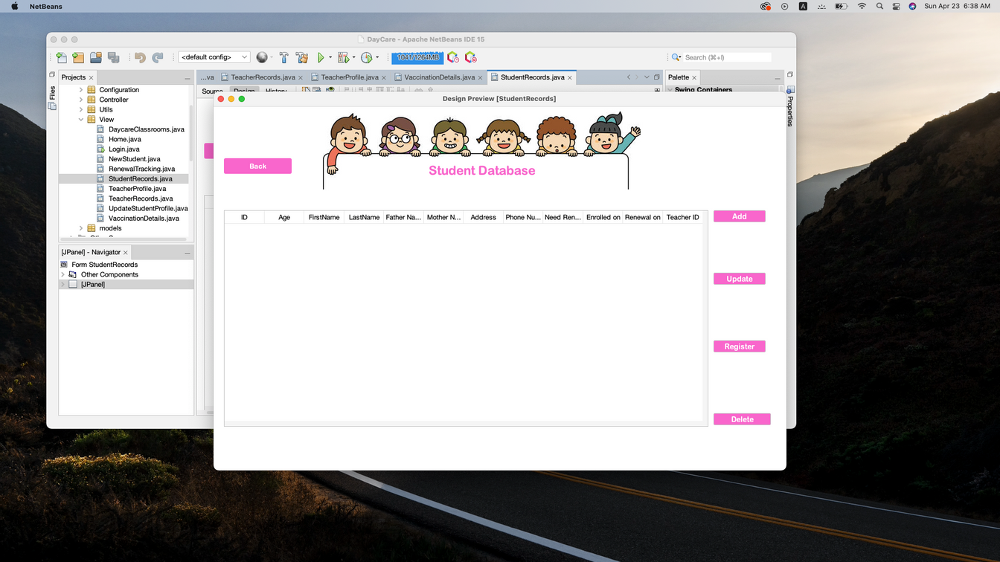 NetBeans
A
Sun Apr 23 6:38 AM
DayCare - Apache NetBeans IDE 15
<default config>
1041/1264MB
Search (⌘+I)
Projects
...va
TeacherRecords.java
TeacherProfile.java
VaccinationDetails.java
StudentRecords.java
Palette
Files
Properties
Source
Design
History
Swing Containers
Configuration
Controller
Utils
View
DaycareClassrooms.java
Home.java
Login.java
NewStudent.java
RenewalTracking.java
StudentRecords.java
TeacherProfile.java
TeacherRecords.java
UpdateStudentProfile.java
VaccinationDetails.java
models
[JPanel] - Navigator
Form StudentRecords
Other Components
[JPanel]
Design Preview [StudentRecords]
Back
Student Database
ID Age FirstName LastName Father Na... Mother N... Address Phone Nu... Need Ren... Enrolled on Renewal on Teacher ID
Add
Update
Register
Delete